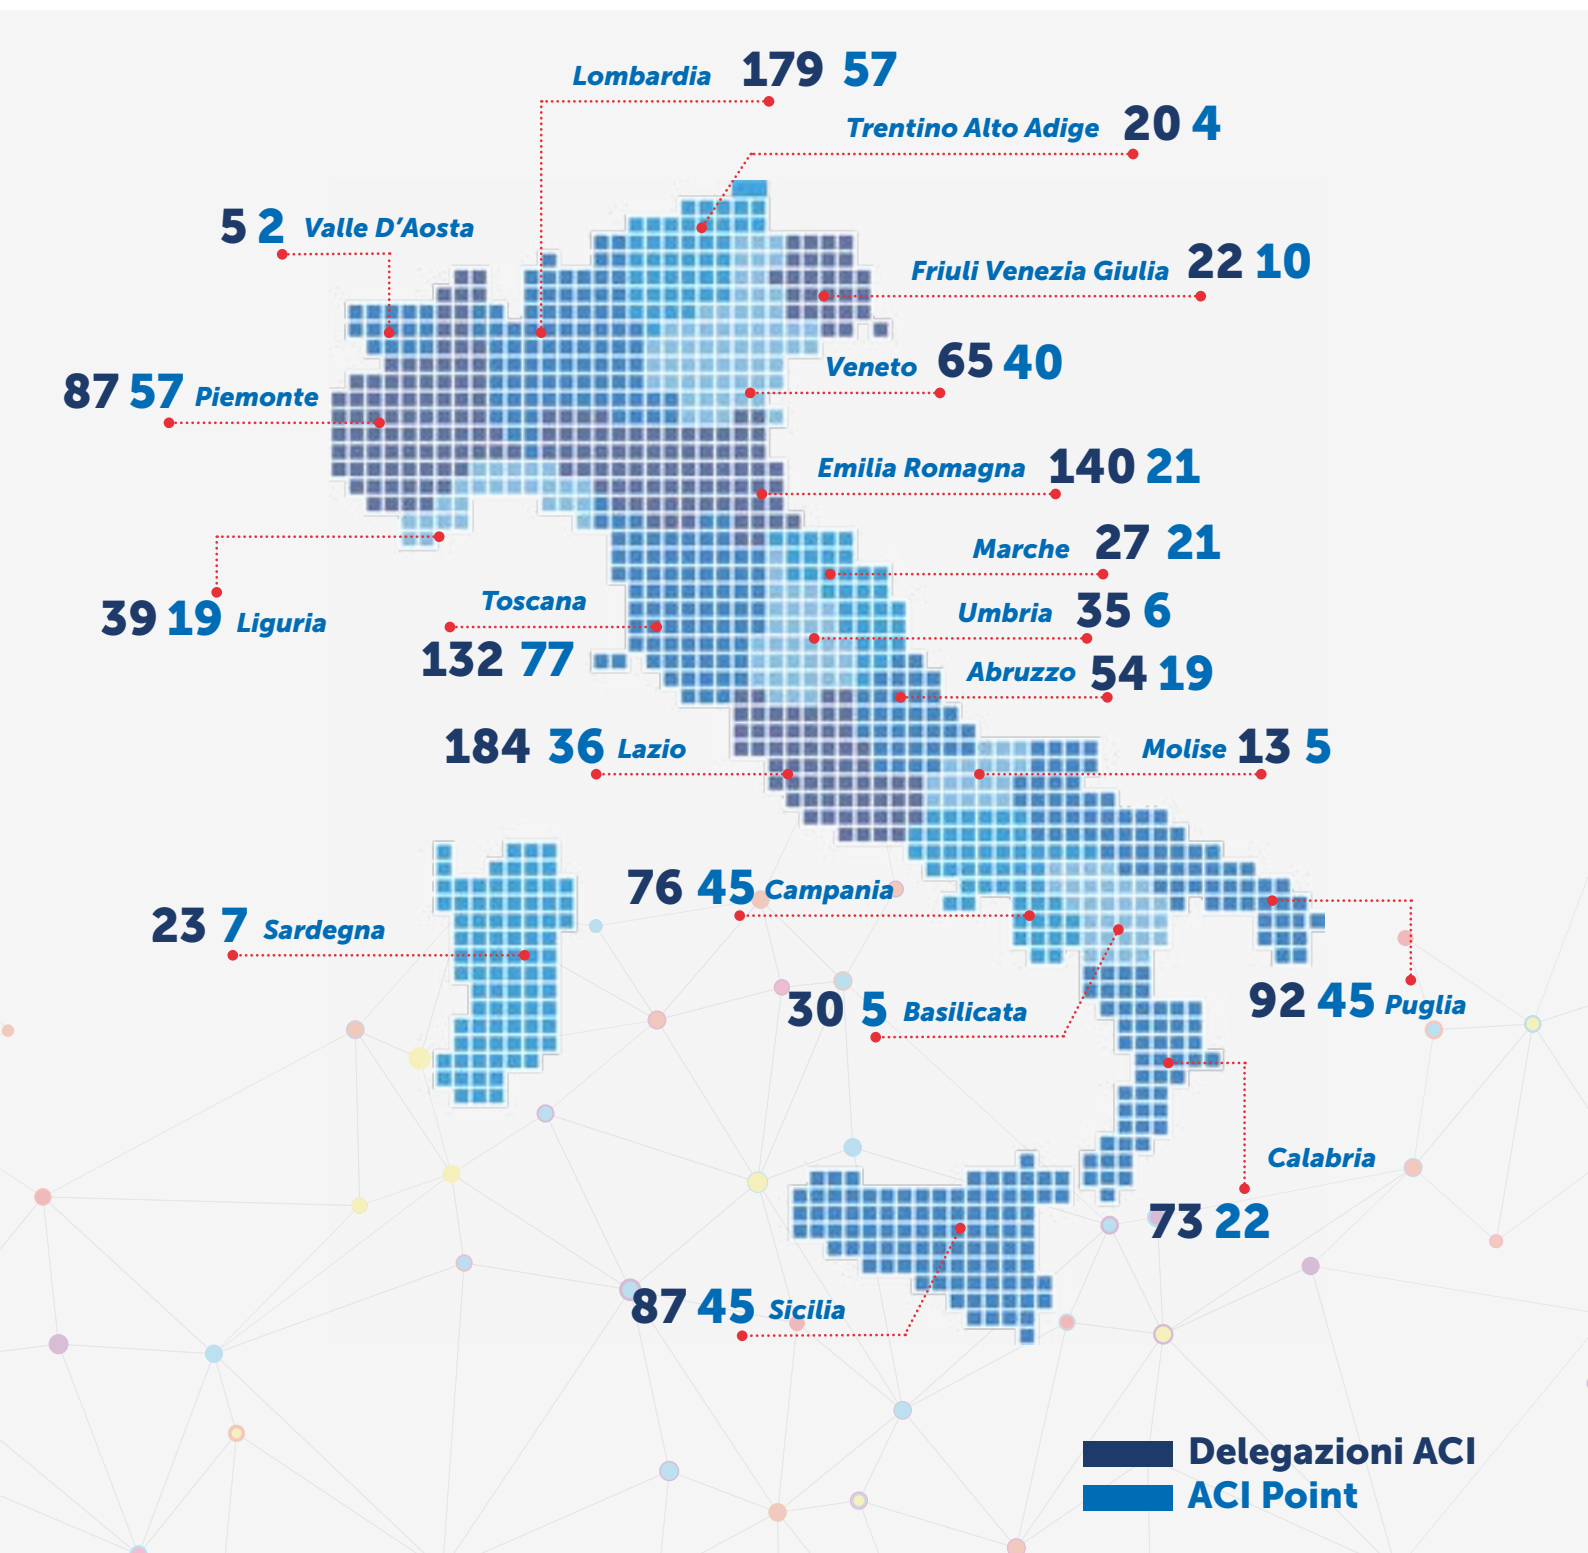 Lombardia 179 57
Trentino Alto Adige 20 4
5 2 Valle D'Aosta
Friuli Venezia Giulia 22 10
Veneto 65 40
87 57 Piemonte
Emilia Romagna 140 21
Marche 27 21
Toscana
132 77
Umbria 35 6
39 19 Liguria
Abruzzo 54 19
184 36 Lazio
Molise 13 5
76 45 Campania
23 7 Sardegna
30 5 Basilicata
92 45 Puglia
Calabria
73 22
87 45 Sicilia
Delegazioni ACI
ACI Point